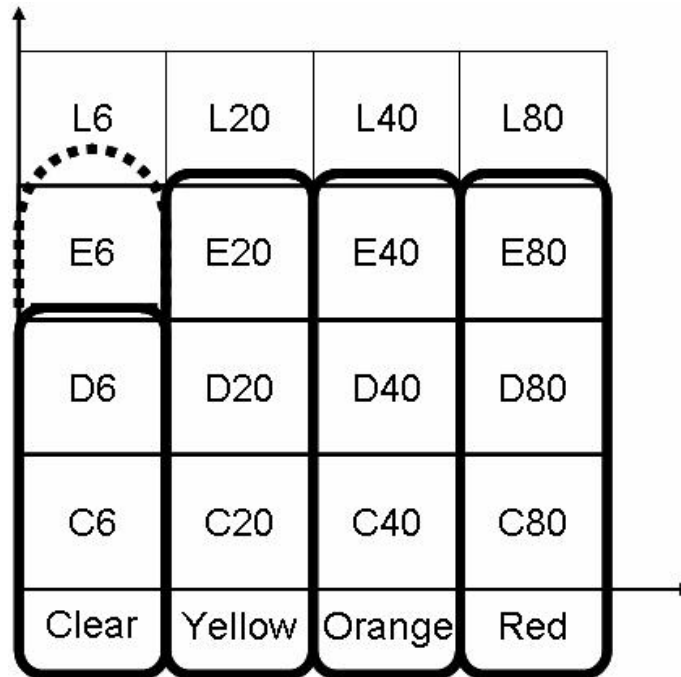 L6 L20 L40 L80
E6 E20 E40 E80
D6 D20 D40 D80
C6 C20 C40 C80
Clear Yellow Orange Red